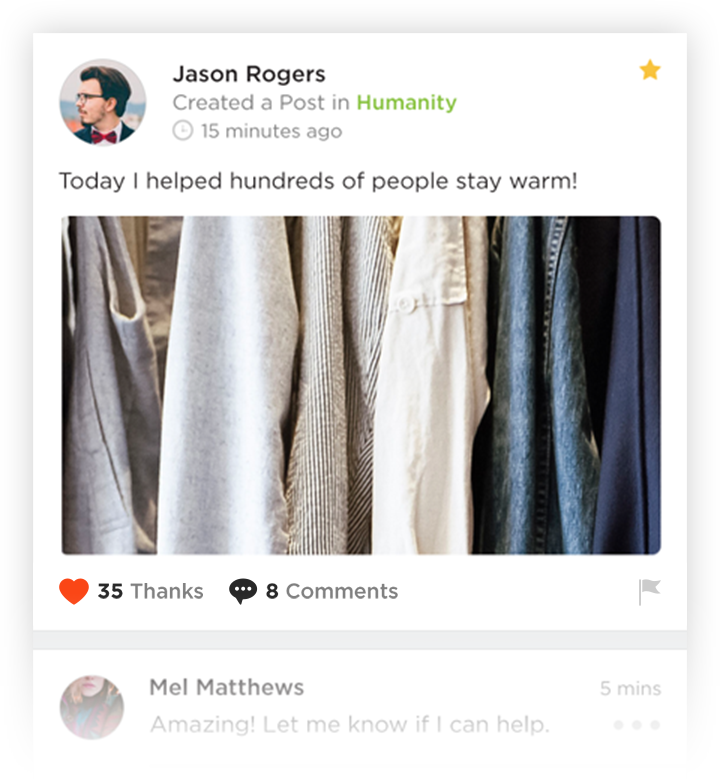 Jason Rogers
Created a Post in Humanity
15 minutes ago
Today I helped hundreds of people stay warm!
35 Thanks 8 Comments
Mel Matthews 5 mins
Amazing! Let me know if I can help.